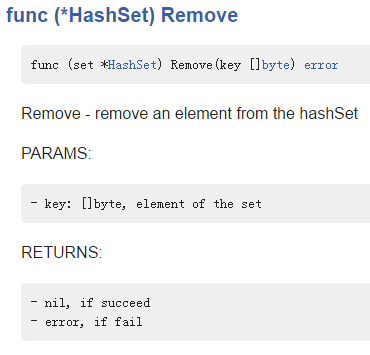 func (*HashSet) Remove
func (set *HashSet) Remove(key []byte) error
Remove - remove an element from the hashSet
PARAMS:
- key: []byte, element of the set
RETURNS:
- nil, if succeed
- error, if fail